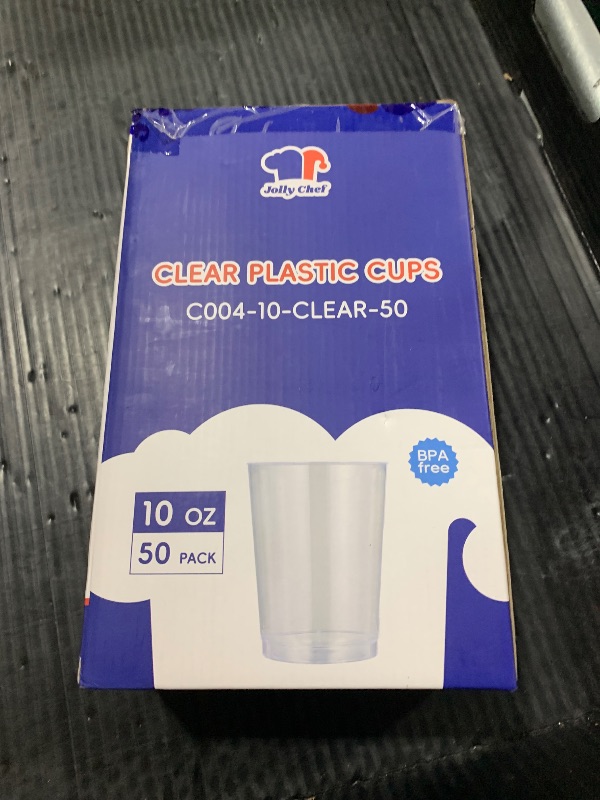 Jolly Chef
CLEAR PLASTIC CUPS
C004-10-CLEAR-50
BPA
free
10 OZ
50 PACK